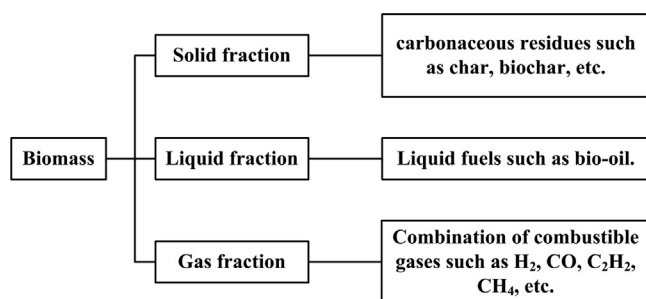 Solid fraction
carbonaceous residues such
as char, biochar, etc.
Biomass
Liquid fraction
Liquid fuels such as bio-oil.
Gas fraction
Combination of combustible
gases such as H₂, CO, C₂H₂,
CH₄, etc.